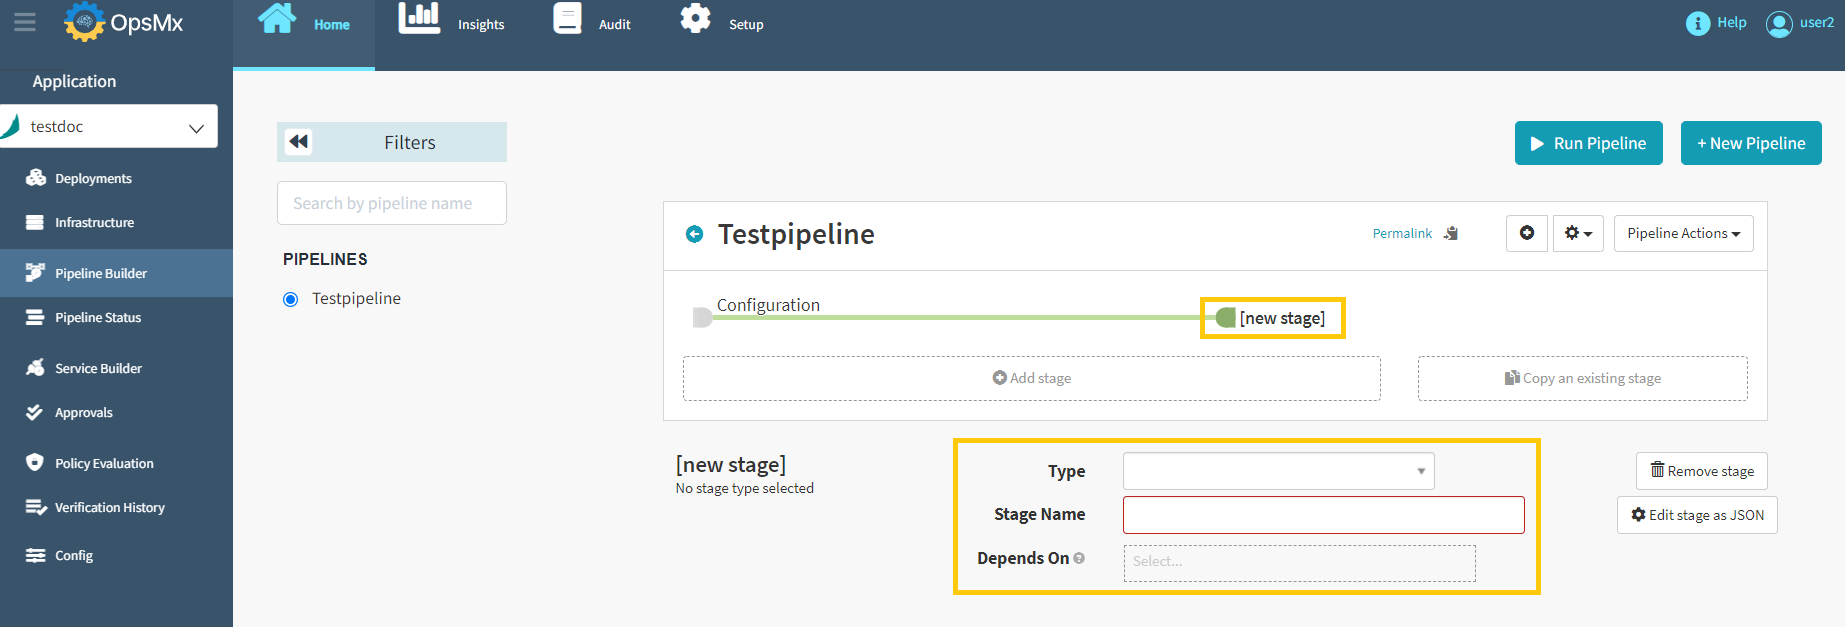 OpsMx
Home
Insights
Audit
Setup
Help
user2
Application
testdoc
Deployments
Infrastructure
Pipeline Builder
Pipeline Status
Service Builder
Approvals
Policy Evaluation
Verification History
Config
Filters
Search by pipeline name
PIPELINES
Testpipeline
Run Pipeline
+ New Pipeline
Testpipeline
Permalink
Pipeline Actions
Configuration
[new stage]
Add stage
Copy an existing stage
[new stage]
No stage type selected
Type
Stage Name
Depends On
Select...
Remove stage
Edit stage as JSON